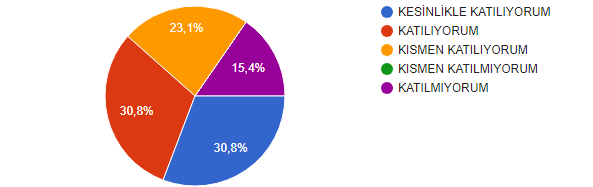 KESİNLİKLE KATILIYORUM
KATILIYORUM
KISMEN KATILIYORUM
KISMEN KATILMIYORUM
KATILMIYORUM
23,1%
15,4%
30,8%
30,8%